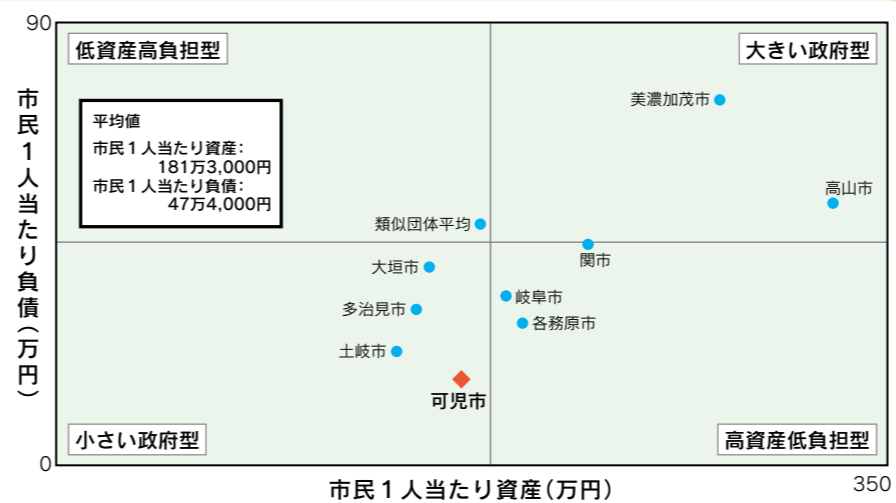 90
低資産高負担型
大きい政府型
市民1人当たり負債(万円)
平均値
市民1人当たり資産:
181万3,000円
市民1人当たり負債:
47万4,000円
美濃加茂市
高山市
類似団体平均
関市
大垣市
岐阜市
多治見市
各務原市
土岐市
可児市
小さい政府型
高資産低負担型
0
市民1人当たり資産(万円)
350